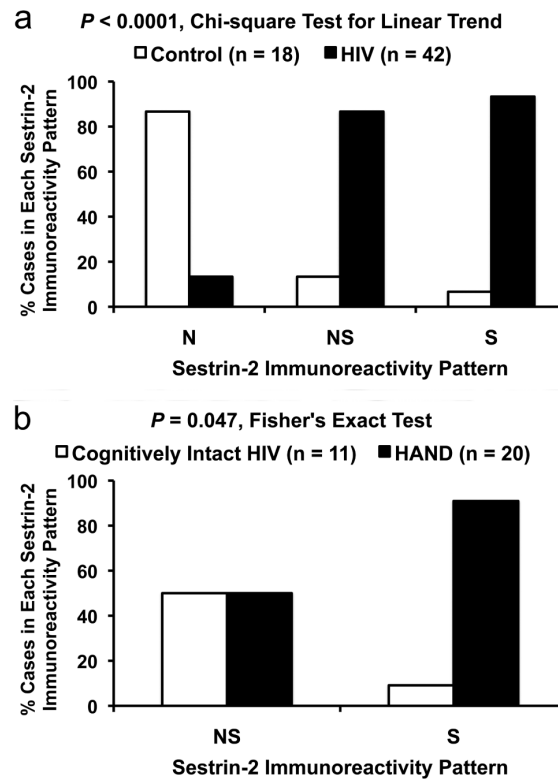 a
P < 0.0001, Chi-square Test for Linear Trend
Control (n = 18) HIV (n = 42)
% Cases in Each Sestrin-2
Immunoreactivity Pattern
100
80
60
40
20
0
N NS S
Sestrin-2 Immunoreactivity Pattern
b
P = 0.047, Fisher's Exact Test
Cognitively Intact HIV (n = 11) HAND (n = 20)
% Cases in Each Sestrin-2
Immunoreactivity Pattern
100
80
60
40
20
0
NS S
Sestrin-2 Immunoreactivity Pattern